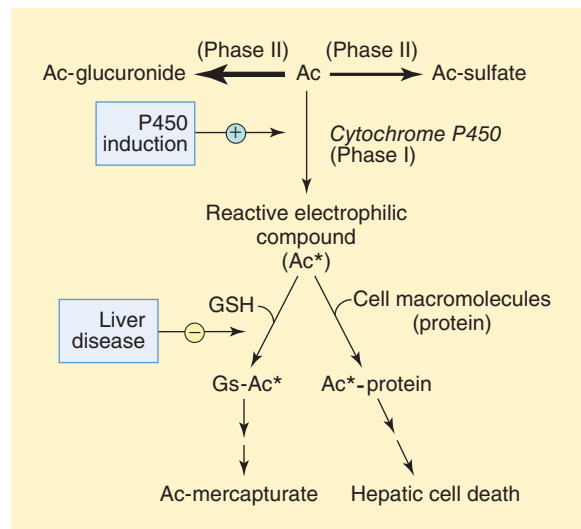 (Phase II) (Phase II)
Ac-glucuronide Ac Ac-sulfate
P450
induction
+
Cytochrome P450
(Phase I)
Reactive electrophilic
compound
(Ac*)
Liver
disease
−
GSH
Cell macromolecules
(protein)
Gs-Ac* Ac*-protein
Ac-mercapturate Hepatic cell death